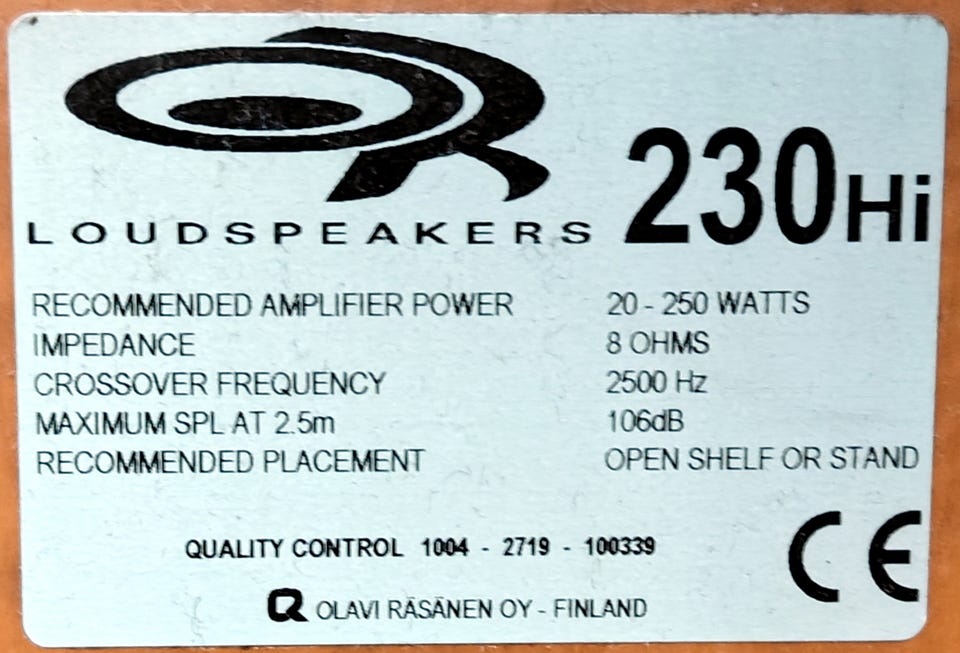 OR
LOUDSPEAKERS 230Hi
RECOMMENDED AMPLIFIER POWER 20 - 250 WATTS
IMPEDANCE 8 OHMS
CROSSOVER FREQUENCY 2500 Hz
MAXIMUM SPL AT 2.5m 106dB
RECOMMENDED PLACEMENT OPEN SHELF OR STAND
QUALITY CONTROL 1004 - 2719 - 100339
CE
OLAVI RÄSÄNEN OY - FINLAND